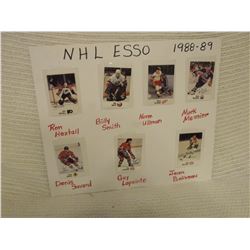 NHL ESSO 1988-89
Ron Hextall
Billy Smith
Norm Ullman
Mark Messier
Denis Savard
Guy Lapointe
Jean Beliveau